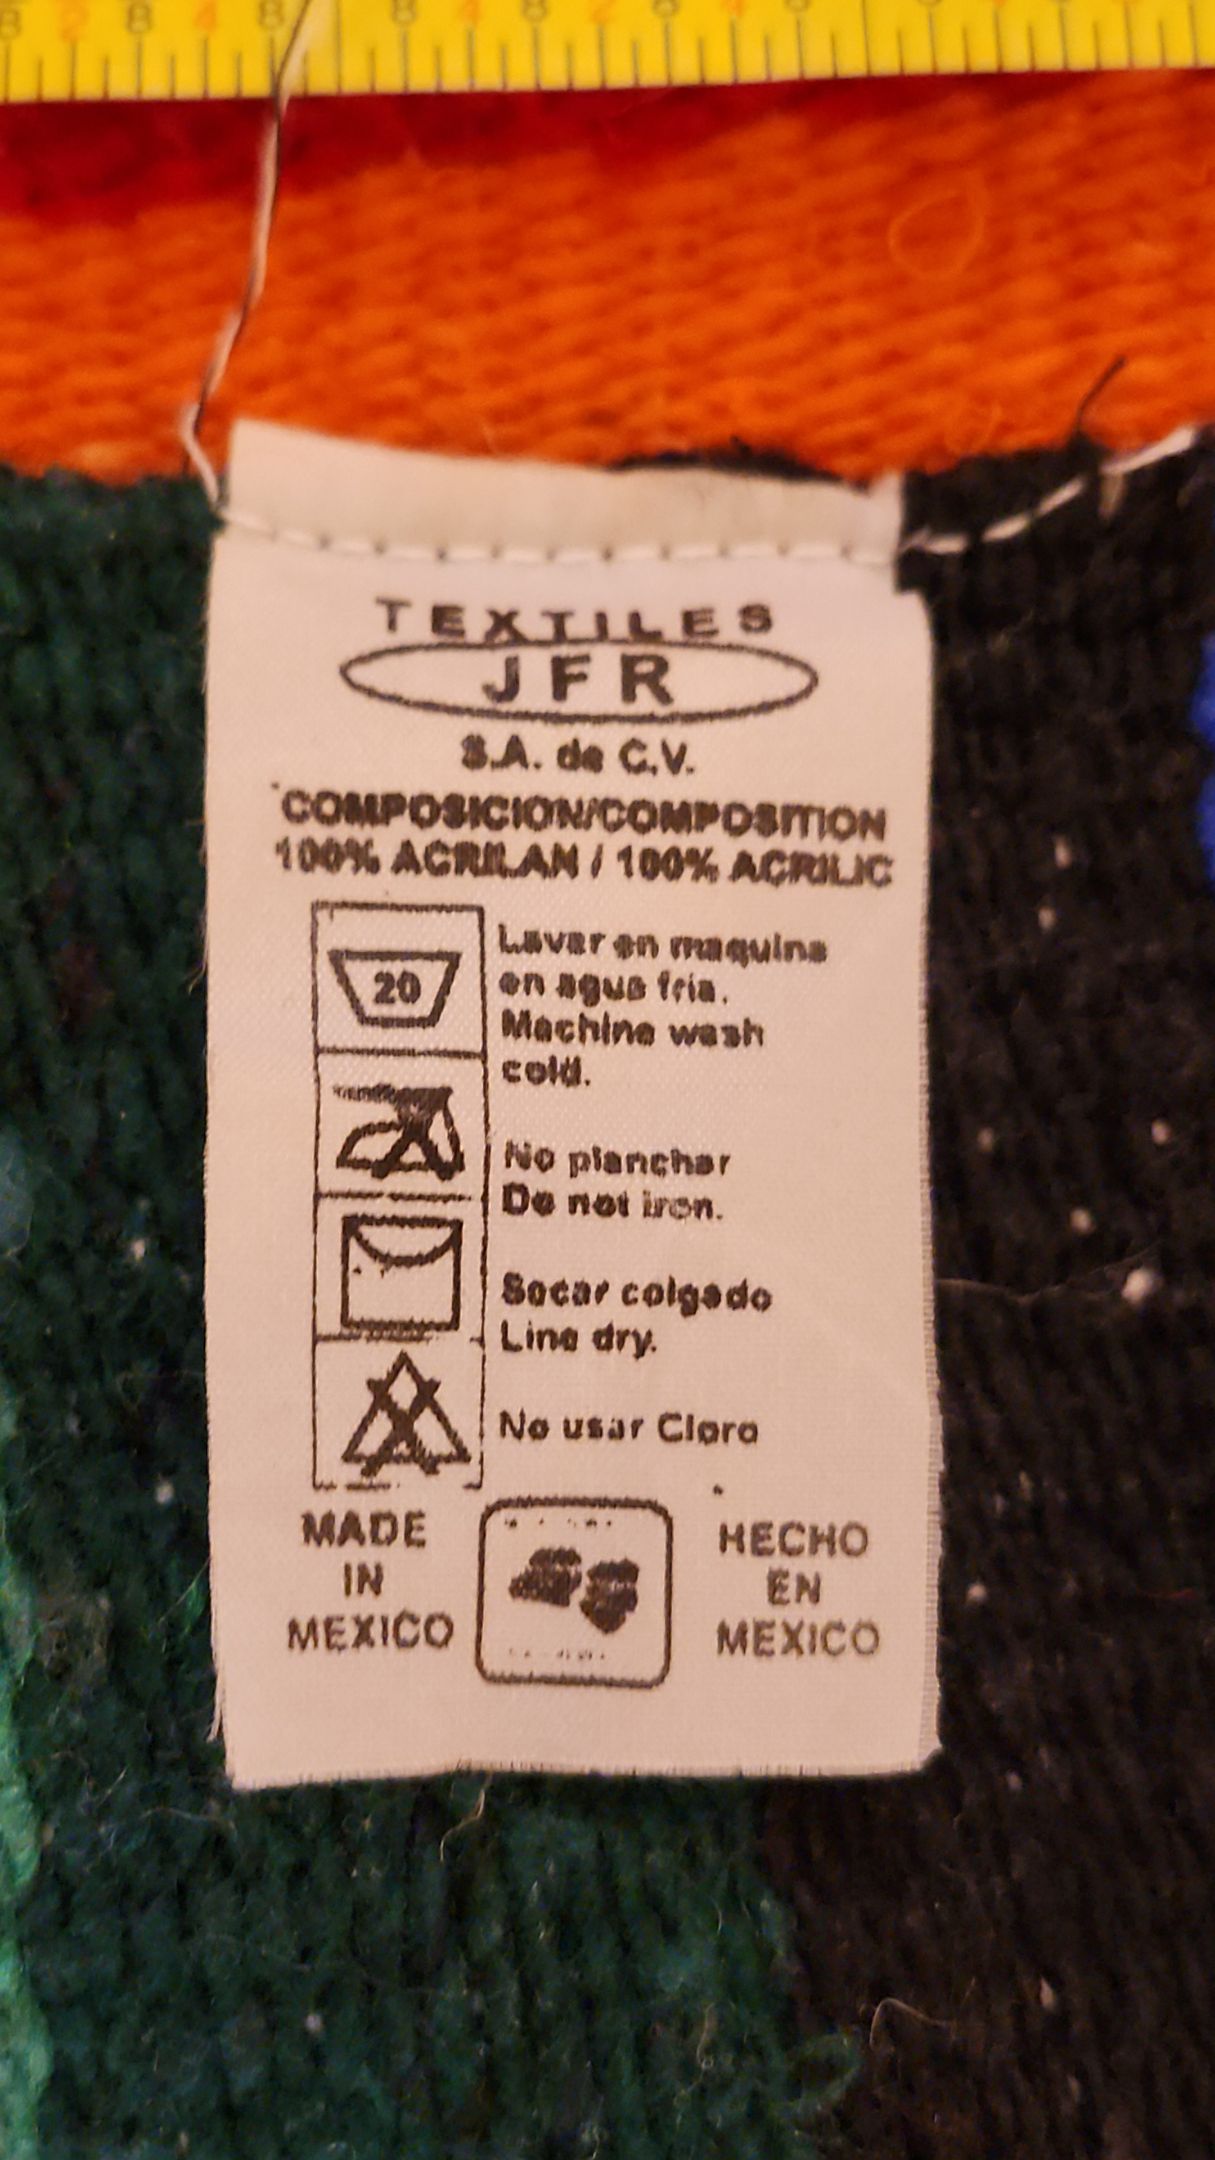 TEXTILES
JFR
S.A. de C.V.
COMPOSICION/COMPOSITION
100% ACRILAN / 100% ACRILIC
20
Lavar en maquina
en agua fria.
Machine wash
cold.
No planchar
Do not iron.
Secar colgado
Line dry.
No usar Cloro
MADE
IN
MEXICO
HECHO
EN
MEXICO